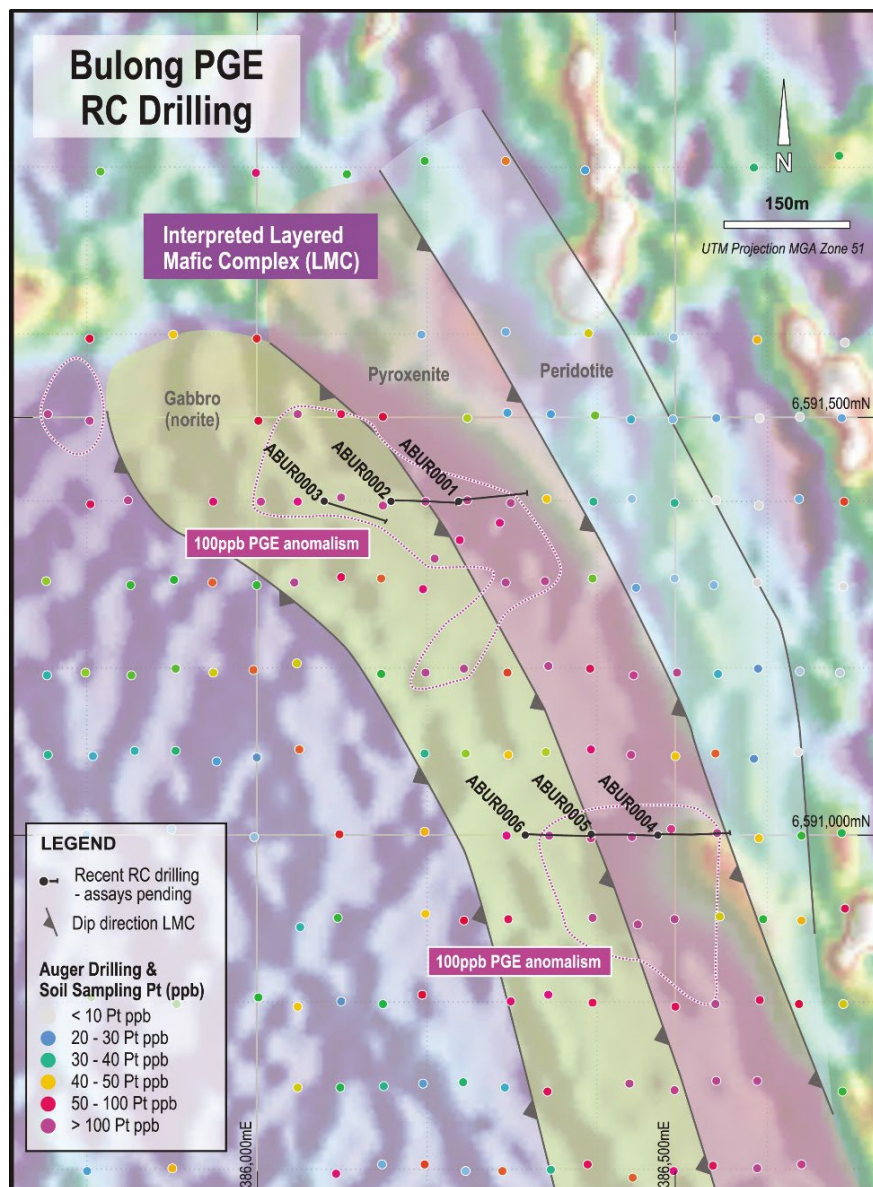 Bulong PGE
RC Drilling
N
150m
UTM Projection MGA Zone 51
Interpreted Layered
Mafic Complex (LMC)
Gabbro
(norite)
Pyroxenite
Peridotite
6,591,500mN
ABUR0003
ABUR0002
ABUR0001
100ppb PGE anomalism
ABUR0006
ABUR0005
ABUR0004
6,591,000mN
100ppb PGE anomalism
LEGEND
Recent RC drilling
- assays pending
Dip direction LMC
Auger Drilling &
Soil Sampling Pt (ppb)
< 10 Pt ppb
20 - 30 Pt ppb
30 - 40 Pt ppb
40 - 50 Pt ppb
50 - 100 Pt ppb
> 100 Pt ppb
386,000mE
386,500mE